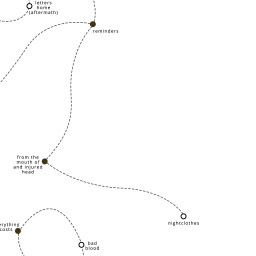 letters
home
(aftermath)
reminders
from the
mouth of
and injured
head
nightclothes
costs
bad
blood